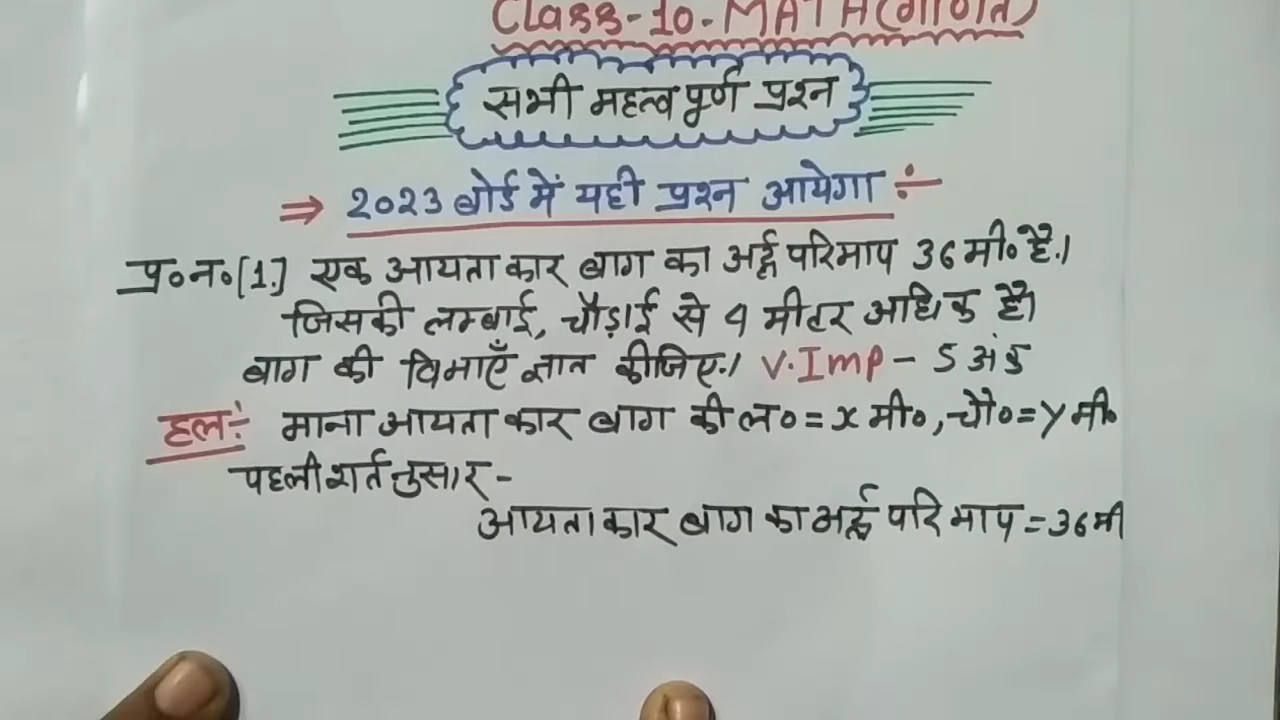 Class-10. MATH(गणित)
सभी महत्वपूर्ण प्रश्न
⇒ 2023 बोर्ड में यही प्रश्न आयेगा ÷
प्र०न०[1.] एक आयताकार बाग का अर्द्ध परिमाप 36 मी० है.।
जिसकी लम्बाई, चौड़ाई से 4 मीटर अधिक है।
बाग की विमाएँ ज्ञात कीजिए.। V.Imp - 5 अंक
हल÷ माना आयताकार बाग की ल० = x मी०, चौ० = y मी०
पहली शर्तनुसार -
आयताकार बाग का अर्द्ध परिमाप = 36 मी